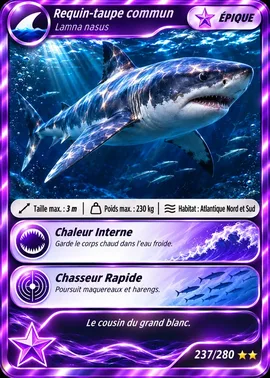 Requin-taupe commun
Lamna nasus
ÉPIQUE
Taille max. : 3 m | Poids max. : 230 kg | Habitat : Atlantique Nord et Sud
Chaleur Interne
Garde le corps chaud dans l'eau froide.
Chasseur Rapide
Poursuit maquereaux et harengs.
Le cousin du grand blanc.
237/280